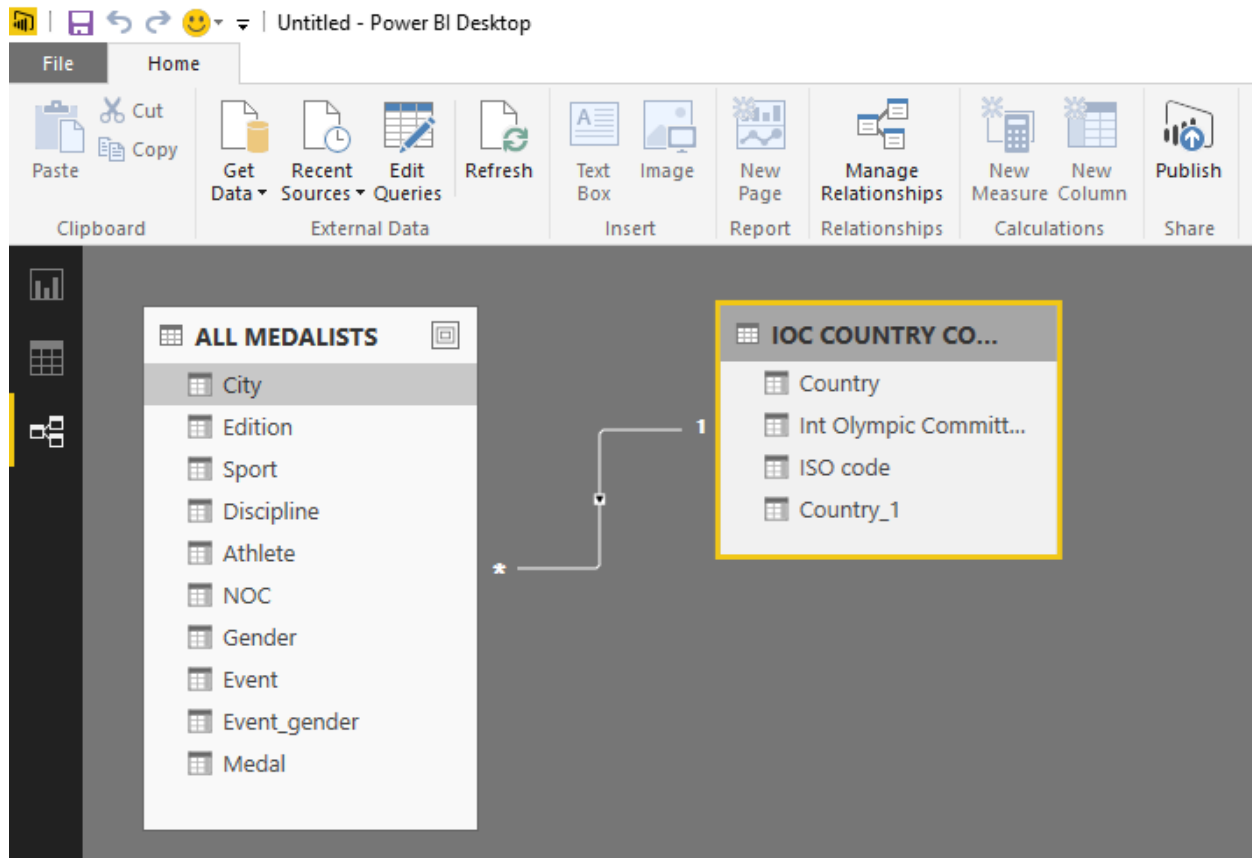 Untitled - Power BI Desktop
File Home
Cut
Copy
Paste Get Recent Edit Refresh Text Image New Manage New New Publish
Data Sources Queries Box Page Relationships Measure Column
Clipboard External Data Insert Report Relationships Calculations Share
ALL MEDALISTS
City
Edition
Sport
Discipline
Athlete
NOC
Gender
Event
Event_gender
Medal
*
1
IOC COUNTRY CO...
Country
Int Olympic Committ...
ISO code
Country_1